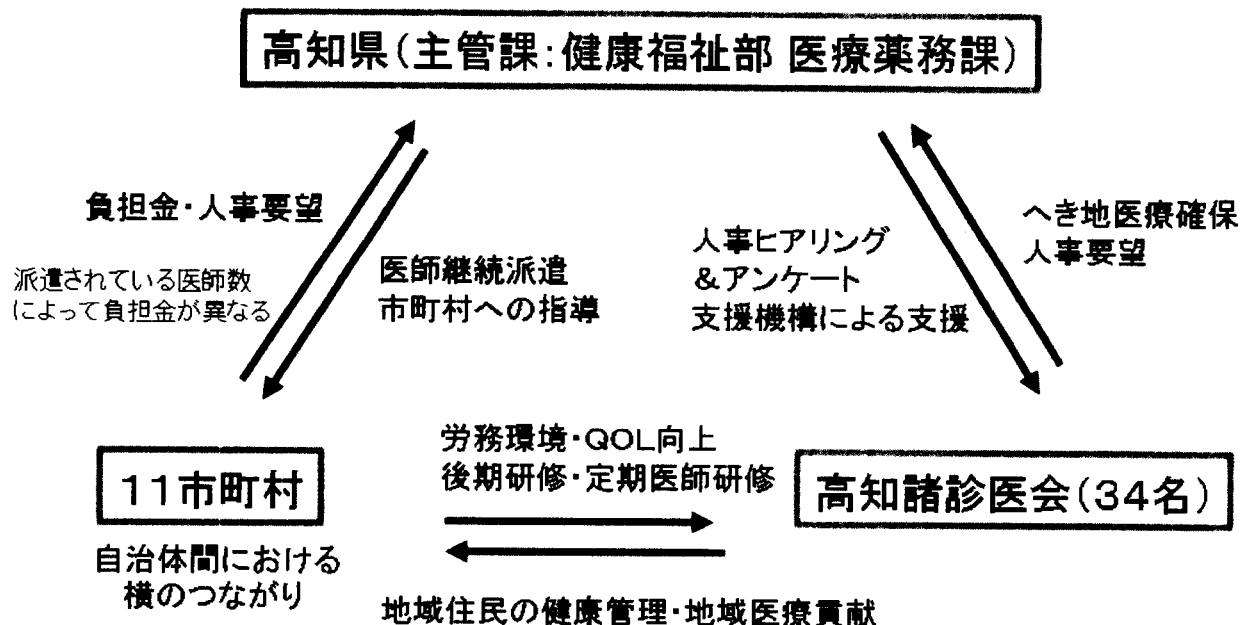 高知県(主管課:健康福祉部 医療薬務課)
負担金・人事要望
派遣されている医師数
によって負担金が異なる
医師継続派遣
市町村への指導
人事ヒアリング
&アンケート
支援機構による支援
へき地医療確保
人事要望
11市町村
自治体間における
横のつながり
労務環境・QOL向上
後期研修・定期医師研修
高知諸診医会(34名)
地域住民の健康管理・地域医療貢献